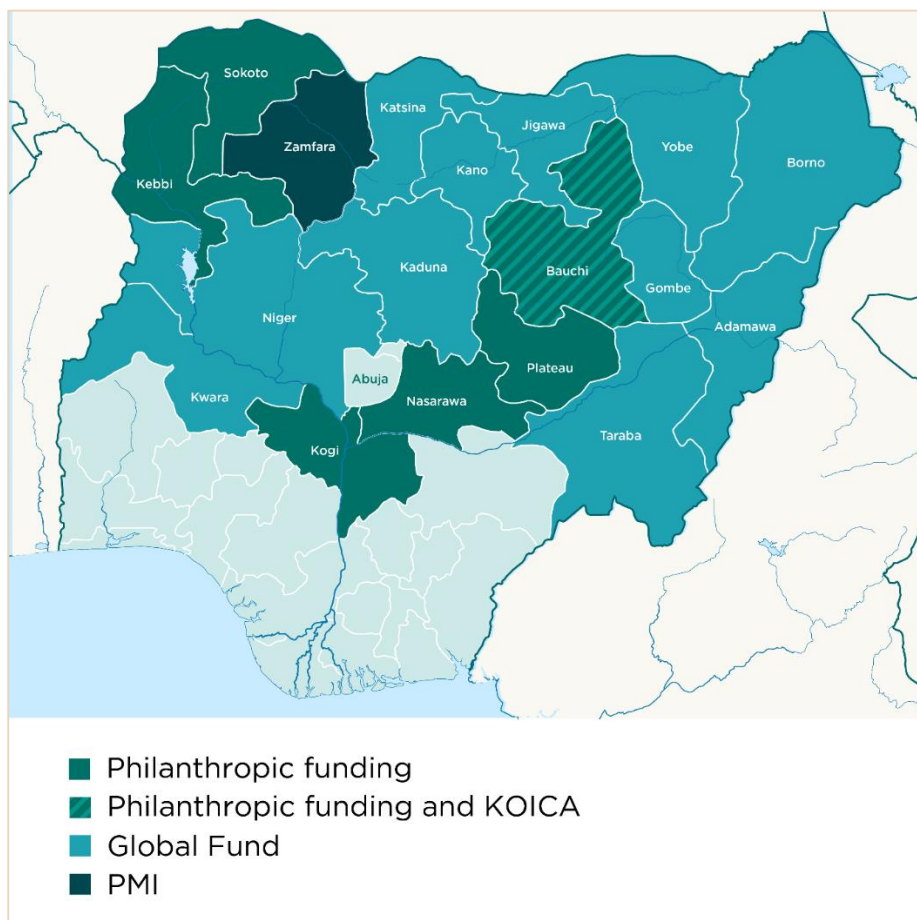 Sokoto
Katsina
Zamfara
Jigawa
Yobe
Borno
Kano
Kebbi
Kaduna
Bauchi
Gombe
Niger
Adamawa
Abuja
Plateau
Kwara
Nasarawa
Taraba
Kogi
Philanthropic funding
Philanthropic funding and KOICA
Global Fund
PMI